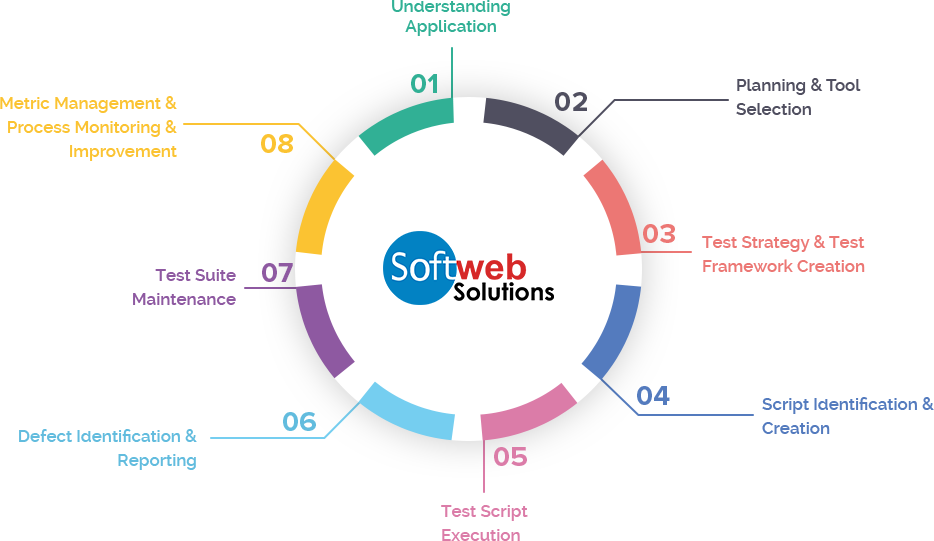 Understanding
Application
01
02
Planning & Tool
Selection
03
Test Strategy & Test
Framework Creation
04
Script Identification &
Creation
05
Test Script
Execution
06
Defect Identification &
Reporting
07
Test Suite
Maintenance
08
Metric Management &
Process Monitoring &
Improvement
Softweb
Solutions